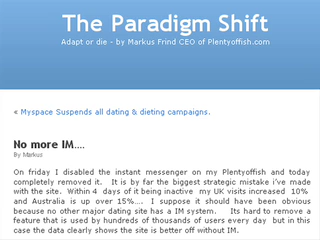 The Paradigm Shift
Adapt or die - by Markus Frind CEO of Plentyoffish.com
« Myspace Suspends all dating & dieting campaigns.
No more IM....
By Markus
On friday I disabled the instant messenger on my Plentyoffish and today
completely removed it. It is by far the biggest strategic mistake i've made
with the site. Within 4 days of it being inactive my UK visits increased 10%
and Australia is up over 15%.... I suppose it should have been obvious
because no other major dating site has a IM system. Its hard to remove a
feature that is used by hundreds of thousands of users every day but in this
case the data clearly shows the site is better off without IM.